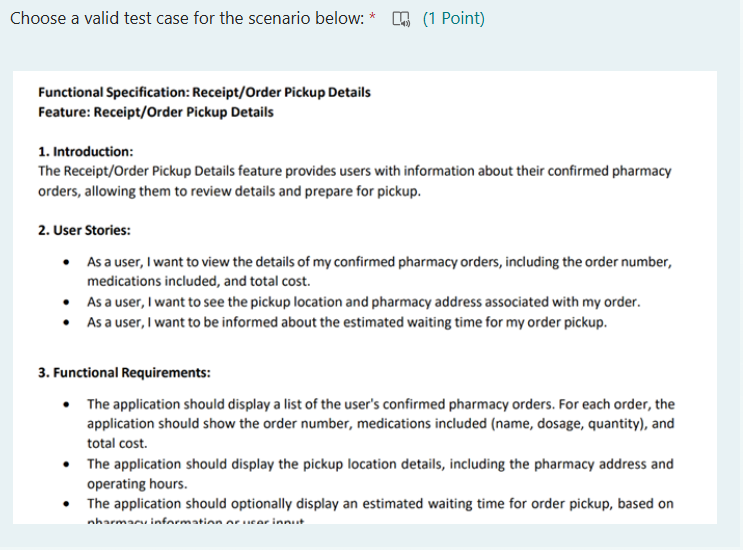 Choose a valid test case for the scenario below: * (1 Point)
Functional Specification: Receipt/Order Pickup Details
Feature: Receipt/Order Pickup Details
1. Introduction:
The Receipt/Order Pickup Details feature provides users with information about their confirmed pharmacy
orders, allowing them to review details and prepare for pickup.
2. User Stories:
• As a user, I want to view the details of my confirmed pharmacy orders, including the order number,
medications included, and total cost.
• As a user, I want to see the pickup location and pharmacy address associated with my order.
• As a user, I want to be informed about the estimated waiting time for my order pickup.
3. Functional Requirements:
• The application should display a list of the user's confirmed pharmacy orders. For each order, the
application should show the order number, medications included (name, dosage, quantity), and
total cost.
• The application should display the pickup location details, including the pharmacy address and
operating hours.
• The application should optionally display an estimated waiting time for order pickup, based on
pharmacy information or user input